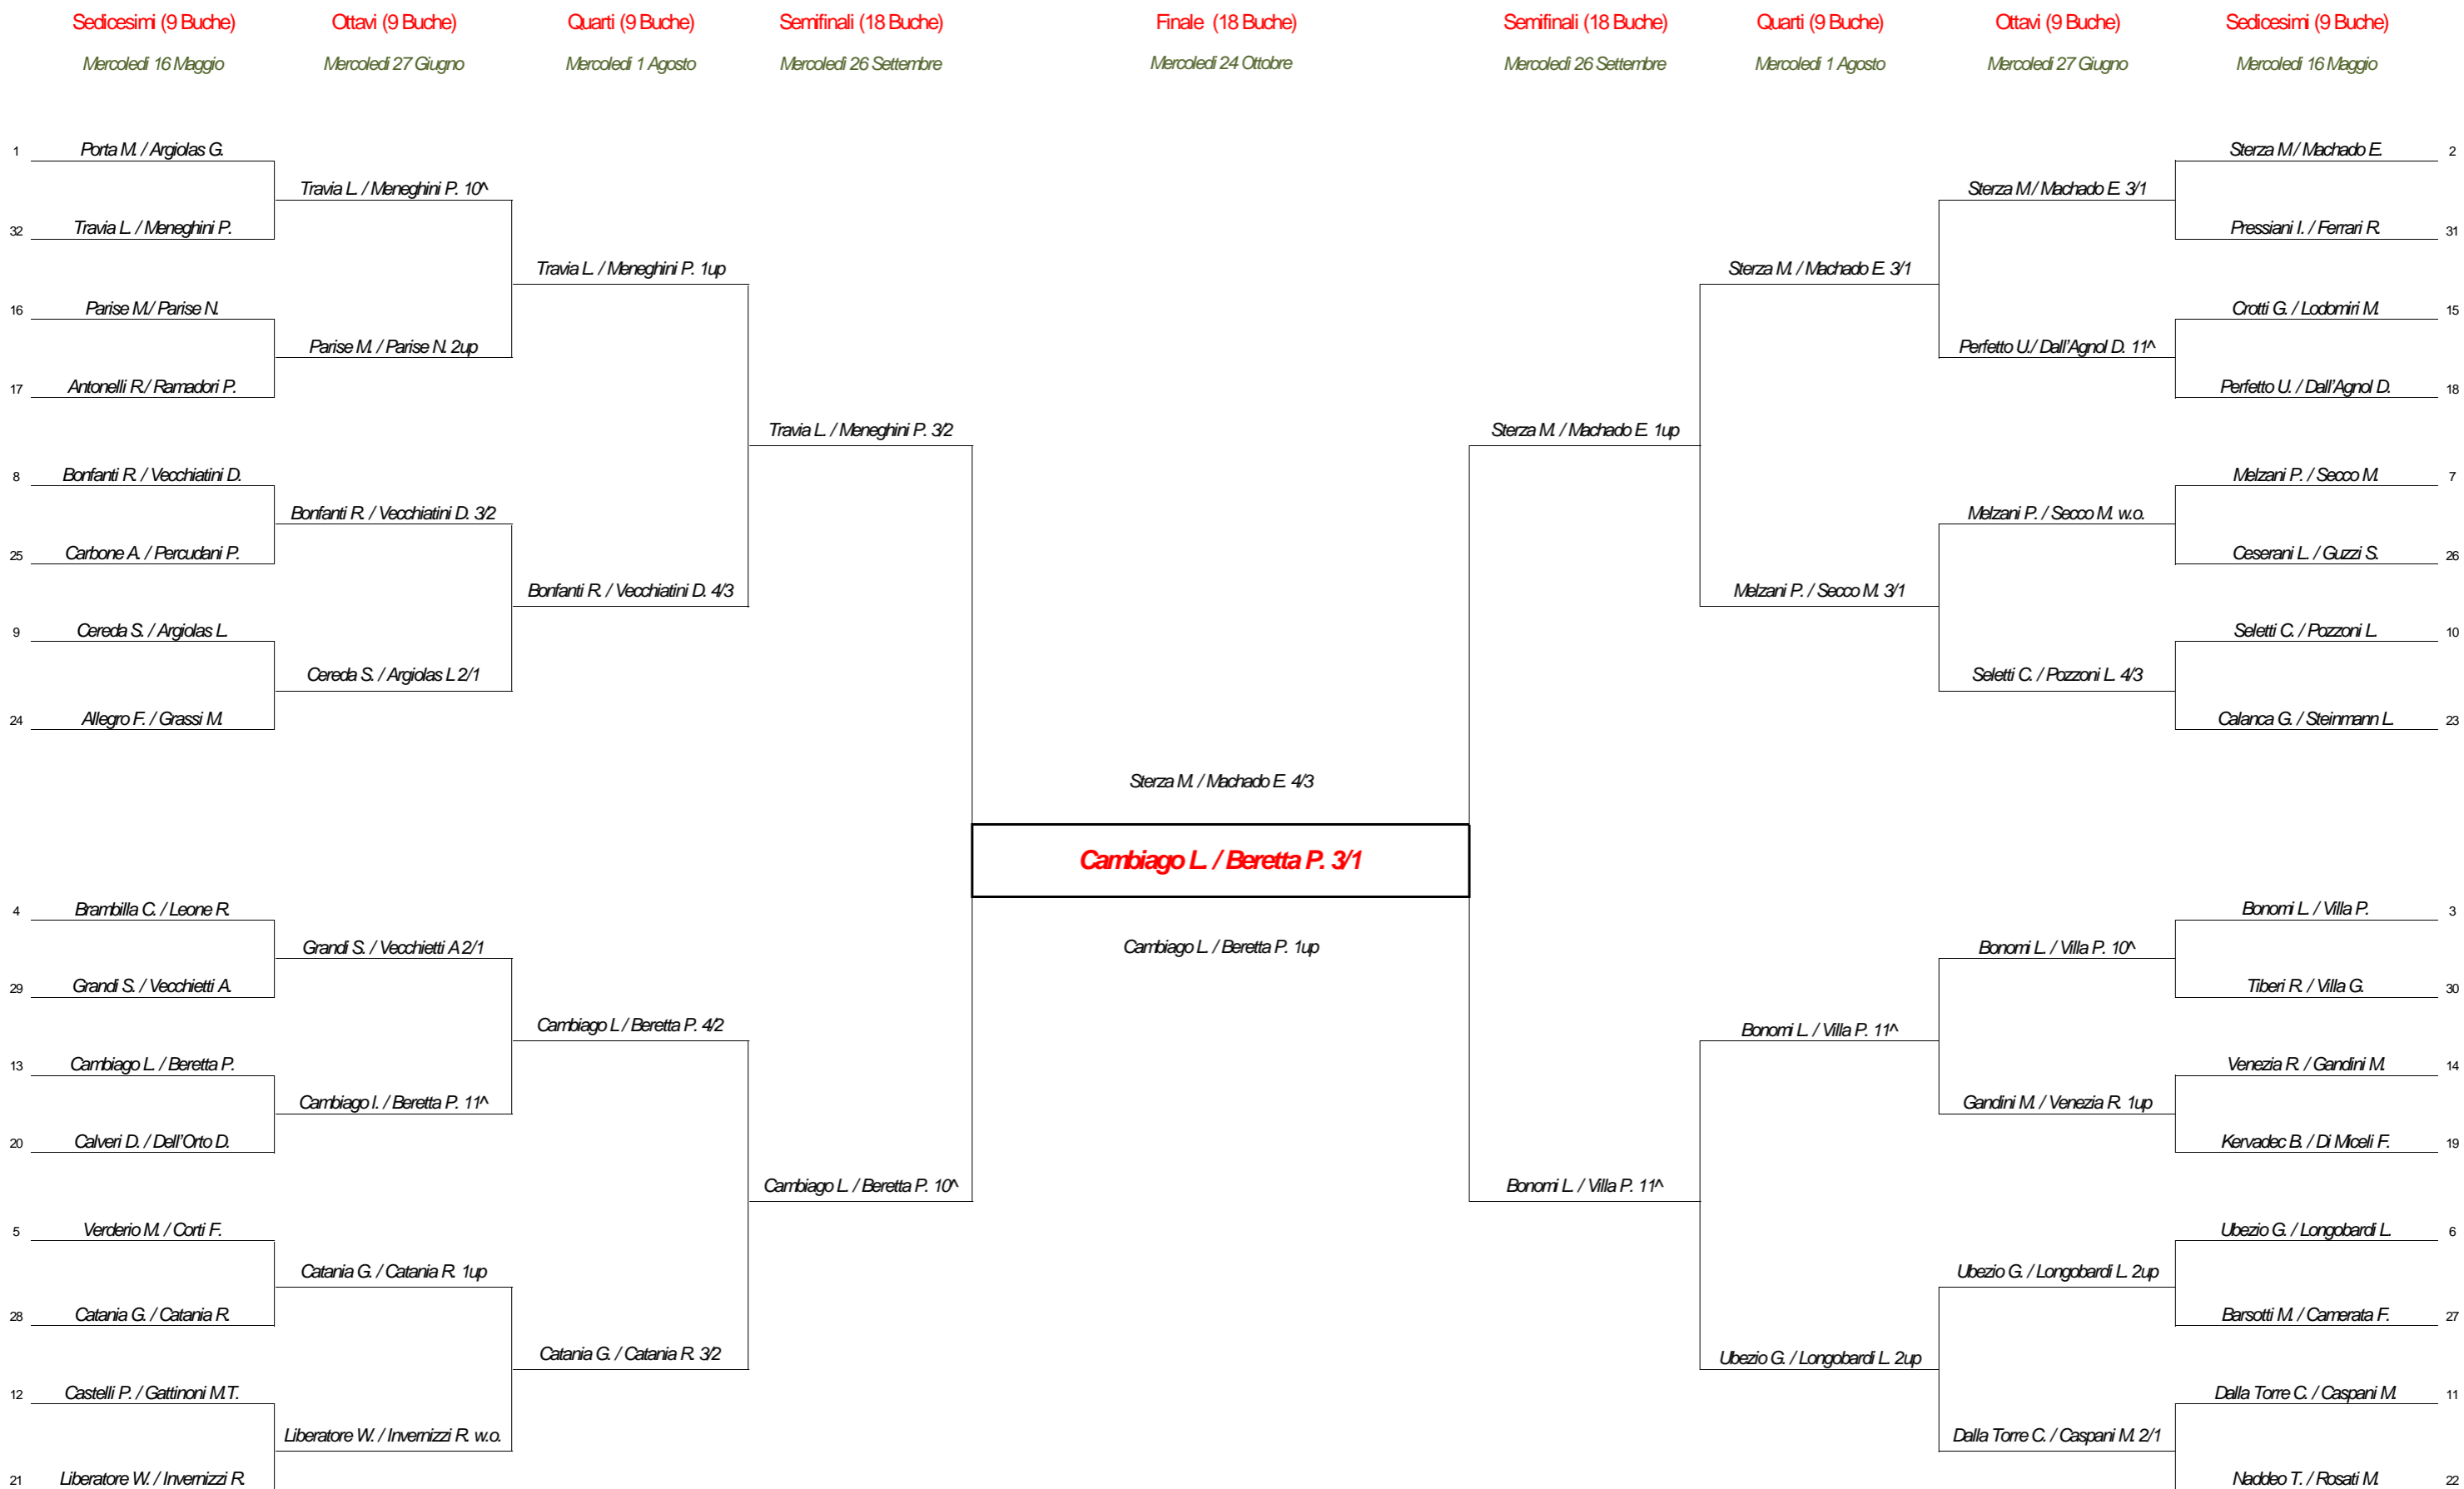 Sedicesimi (9 Buche) Ottavi (9 Buche) Quarti (9 Buche) Semifinali (18 Buche) Finale (18 Buche) Semifinali (18 Buche) Quarti (9 Buche) Ottavi (9 Buche) Sedicesimi (9 Buche)
Mercoledì 16 Maggio Mercoledì 27 Giugno Mercoledì 1 Agosto Mercoledì 26 Settembre Mercoledì 24 Ottobre Mercoledì 26 Settembre Mercoledì 1 Agosto Mercoledì 27 Giugno Mercoledì 16 Maggio
1 Porta M. / Argiolas G. Sterza M / Machado E. 2
Travia L. / Meneghini P. 10^ Sterza M / Machado E. 3/1
32 Travia L. / Meneghini P. Pressiani I. / Ferrari R. 31
Travia L. / Meneghini P. 1up Sterza M. / Machado E. 3/1
16 Parise M./ Parise N. Crotti G. / Lodomiri M. 15
Parise M. / Parise N. 2up Perfetto U./ Dall'Agnol D. 11^
17 Antonelli R./ Ramadori P. Perfetto U. / Dall'Agnol D. 18
Travia L. / Meneghini P. 3/2 Sterza M. / Machado E. 1up
8 Bonfanti R. / Vecchiatini D. Melzani P. / Secco M. 7
Bonfanti R. / Vecchiatini D. 3/2 Melzani P. / Secco M. w.o.
25 Carbone A. / Percudani P. Ceserani L. / Guzzi S. 26
Bonfanti R. / Vecchiatini D. 4/3 Melzani P. / Secco M. 3/1
9 Cereda S. / Argiolas L. Seletti C. / Pozzoni L. 10
Cereda S. / Argiolas L 2/1 Seletti C. / Pozzoni L. 4/3
24 Allegro F. / Grassi M. Calanca G. / Steinmann L. 23
Sterza M. / Machado E. 4/3
Cambiago L. / Beretta P. 3/1
4 Brambilla C. / Leone R. Bonomi L. / Villa P. 3
Grandi S. / Vecchietti A 2/1 Cambiago L. / Beretta P. 1up Bonomi L. / Villa P. 10^
29 Grandi S. / Vecchietti A. Tiberi R. / Villa G. 30
Cambiago L / Beretta P. 4/2 Bonomi L. / Villa P. 11^
13 Cambiago L. / Beretta P. Venezia R. / Gandini M. 14
Cambiago l. / Beretta P. 11^ Gandini M. / Venezia R. 1up
20 Calveri D. / Dell'Orto D. Kervadec B. / Di Miceli F. 19
Cambiago L. / Beretta P. 10^ Bonomi L. / Villa P. 11^
5 Verderio M. / Corti F. Ubezio G. / Longobardi L. 6
Catania G. / Catania R. 1up Ubezio G. / Longobardi L. 2up
28 Catania G. / Catania R. Barsotti M. / Camerata F. 27
Catania G. / Catania R. 3/2 Ubezio G. / Longobardi L. 2up
12 Castelli P. / Gattinoni M.T. Dalla Torre C. / Caspani M. 11
Liberatore W. / Invernizzi R. w.o. Dalla Torre C. / Caspani M. 2/1
21 Liberatore W. / Invernizzi R. Naddeo T. / Rosati M. 22